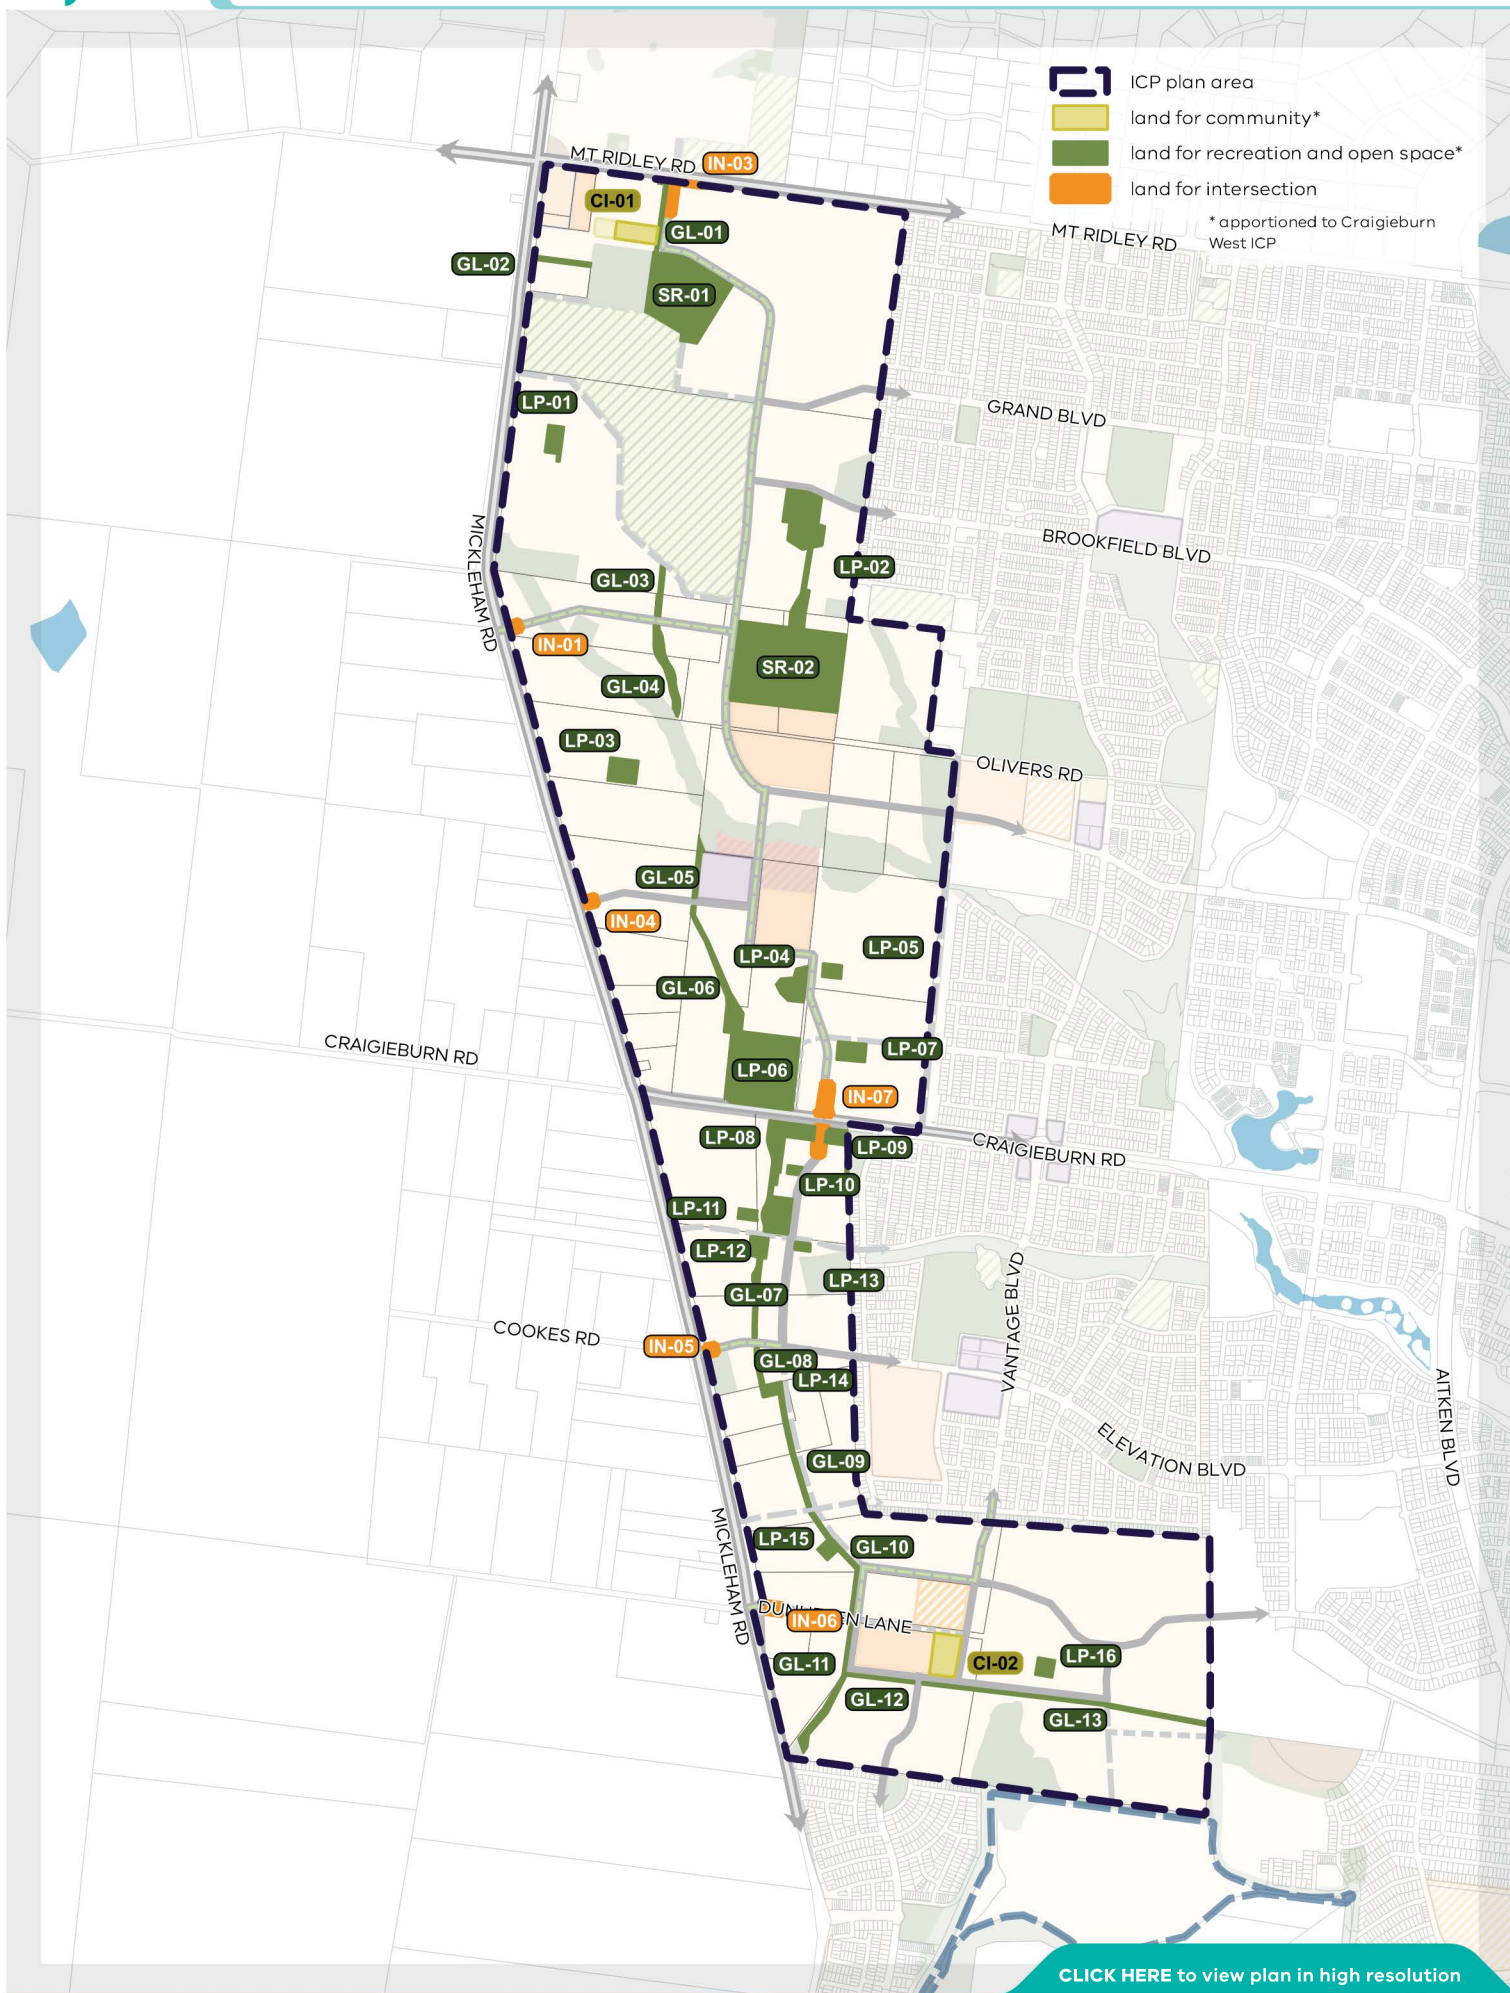 ICP plan area
land for community*
land for recreation and open space*
land for intersection
* apportioned to Craigieburn
West ICP
MT RIDLEY RD
IN-03
CI-01
GL-01
MT RIDLEY RD
GL-02
SR-01
LP-01
GRAND BLVD
MICKLEHAM RD
BROOKFIELD BLVD
LP-02
GL-03
IN-01
SR-02
GL-04
LP-03
OLIVERS RD
GL-05
IN-04
LP-05
LP-04
GL-06
CRAIGIEBURN RD
LP-07
LP-06
IN-07
LP-08
LP-09
CRAIGIEBURN RD
LP-10
LP-11
LP-12
LP-13
GL-07
VANTAGE BLVD
COOKES RD
IN-05
GL-08
LP-14
AITKEN BLVD
ELEVATION BLVD
GL-09
MICKLEHAM RD
LP-15
GL-10
IN-06
LANE
GL-11
CI-02
LP-16
GL-12
GL-13
CLICK HERE to view plan in high resolution